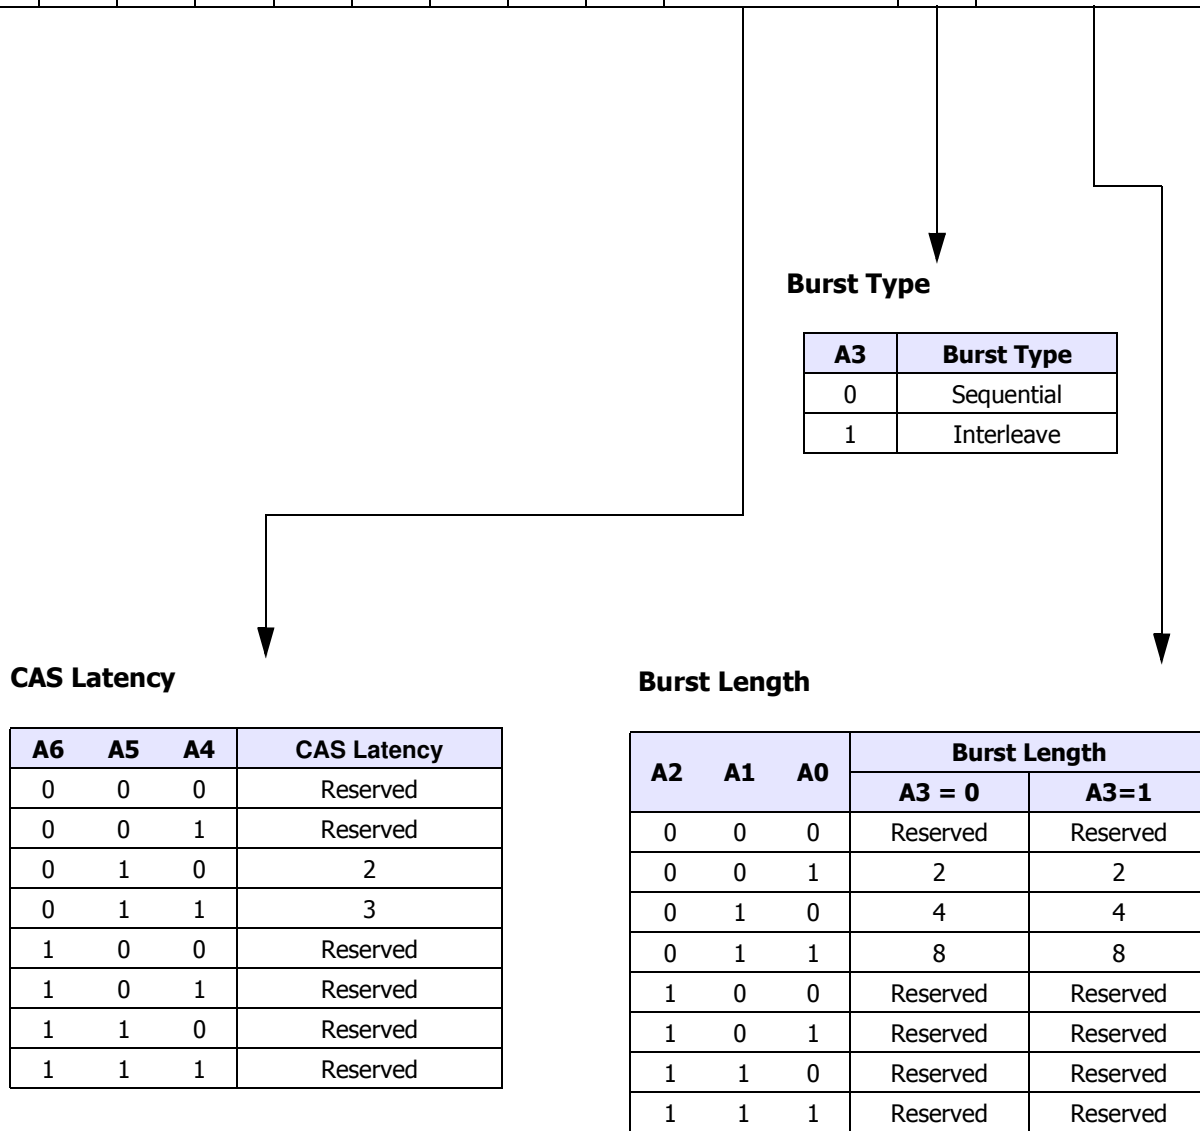 Burst Type
A3 Burst Type
0 Sequential
1 Interleave
CAS Latency
A6 A5 A4 CAS Latency
0 0 0 Reserved
0 0 1 Reserved
0 1 0 2
0 1 1 3
1 0 0 Reserved
1 0 1 Reserved
1 1 0 Reserved
1 1 1 Reserved
Burst Length
A2 A1 A0 Burst Length
A3 = 0 A3=1
0 0 0 Reserved Reserved
0 0 1 2 2
0 1 0 4 4
0 1 1 8 8
1 0 0 Reserved Reserved
1 0 1 Reserved Reserved
1 1 0 Reserved Reserved
1 1 1 Reserved Reserved